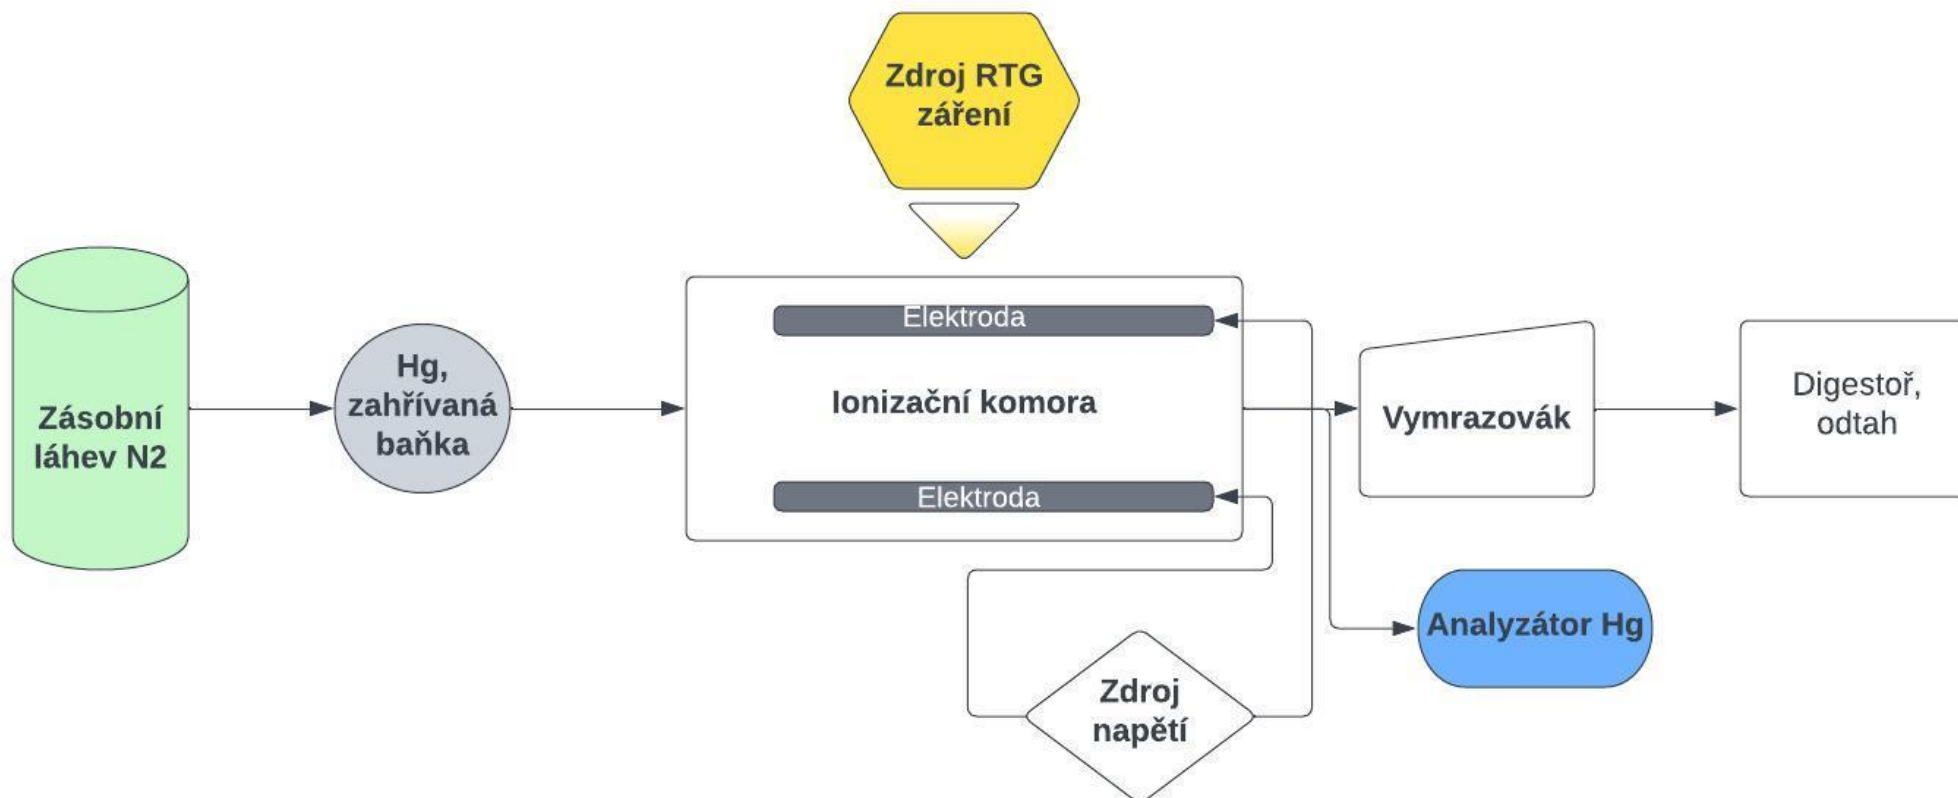 Zdroj RTG
záření
Zásobní
láhev N2
Hg,
zahřívaná
baňka
Elektroda
Ionizační komora
Elektroda
Vymrazovák
Digestoř,
odtah
Analyzátor Hg
Zdroj
napětí